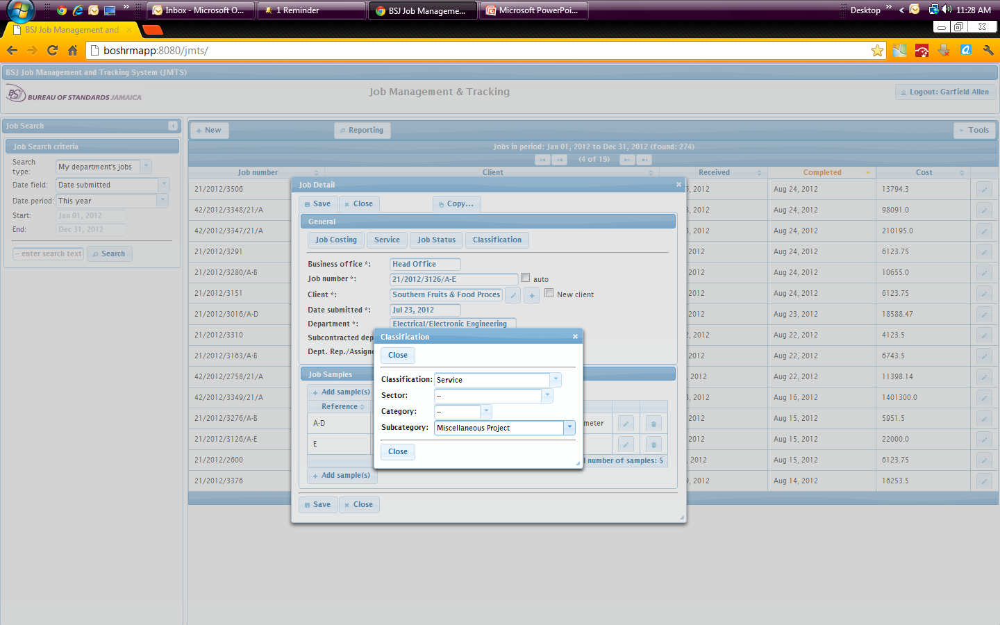 Inbox - Microsoft O...
1 Reminder
BSJ Job Manageme...
Microsoft PowerPoi...
Desktop
11:28 AM
BSJ Job Management and
boshrmapp:8080/jmts/
BSJ Job Management and Tracking System (JMTS)
BSJ BUREAU OF STANDARDS JAMAICA
Job Management & Tracking
Logout: Garfield Allen
Job Search
Job Search criteria
Search type: My department's jobs
Date field: Date submitted
Date period: This year
Start: Jan 01, 2012
End: Dec 31, 2012
-- enter search text
Search
New
Reporting
Tools
Jobs in period: Jan 01, 2012 to Dec 31, 2012 (found: 274)
(4 of 19)
Job number Client Received Completed Cost
21/2012/3506 , 2012 Aug 24, 2012 13794.3
42/2012/3348/21/A , 2012 Aug 24, 2012 98091.0
42/2012/3347/21/A , 2012 Aug 24, 2012 210195.0
21/2012/3291 2012 Aug 24, 2012 6123.75
21/2012/3280/A-B 2012 Aug 24, 2012 10655.0
21/2012/3151 2012 Aug 24, 2012 6123.75
21/2012/3016/A-D , 2012 Aug 23, 2012 18588.47
21/2012/3310 , 2012 Aug 22, 2012 4123.5
21/2012/3163/A-B , 2012 Aug 22, 2012 6743.5
42/2012/2758/21/A , 2012 Aug 22, 2012 11398.14
42/2012/3349/21/A , 2012 Aug 16, 2012 1401300.0
21/2012/3276/A-B , 2012 Aug 15, 2012 5951.5
21/2012/3126/A-E , 2012 Aug 15, 2012 22000.0
21/2012/2600 , 2012 Aug 15, 2012 6123.75
21/2012/3376 , 2012 Aug 14, 2012 16253.5
Job Detail
Save Close Copy...
General
Job Costing Service Job Status Classification
Business office *: Head Office
Job number *: 21/2012/3126/A-E auto
Client *: Southern Fruits & Food Proces New client
Date submitted *: Jul 23, 2012
Department *: Electrical/Electronic Engineering
Subcontracted dep
Dept. Rep./Assigne
Job Samples
Add sample(s)
Reference
A-D meter
E
l number of samples: 5
Add sample(s)
Save Close
Classification
Close
Classification: Service
Sector: --
Category: --
Subcategory: Miscellaneous Project
Close